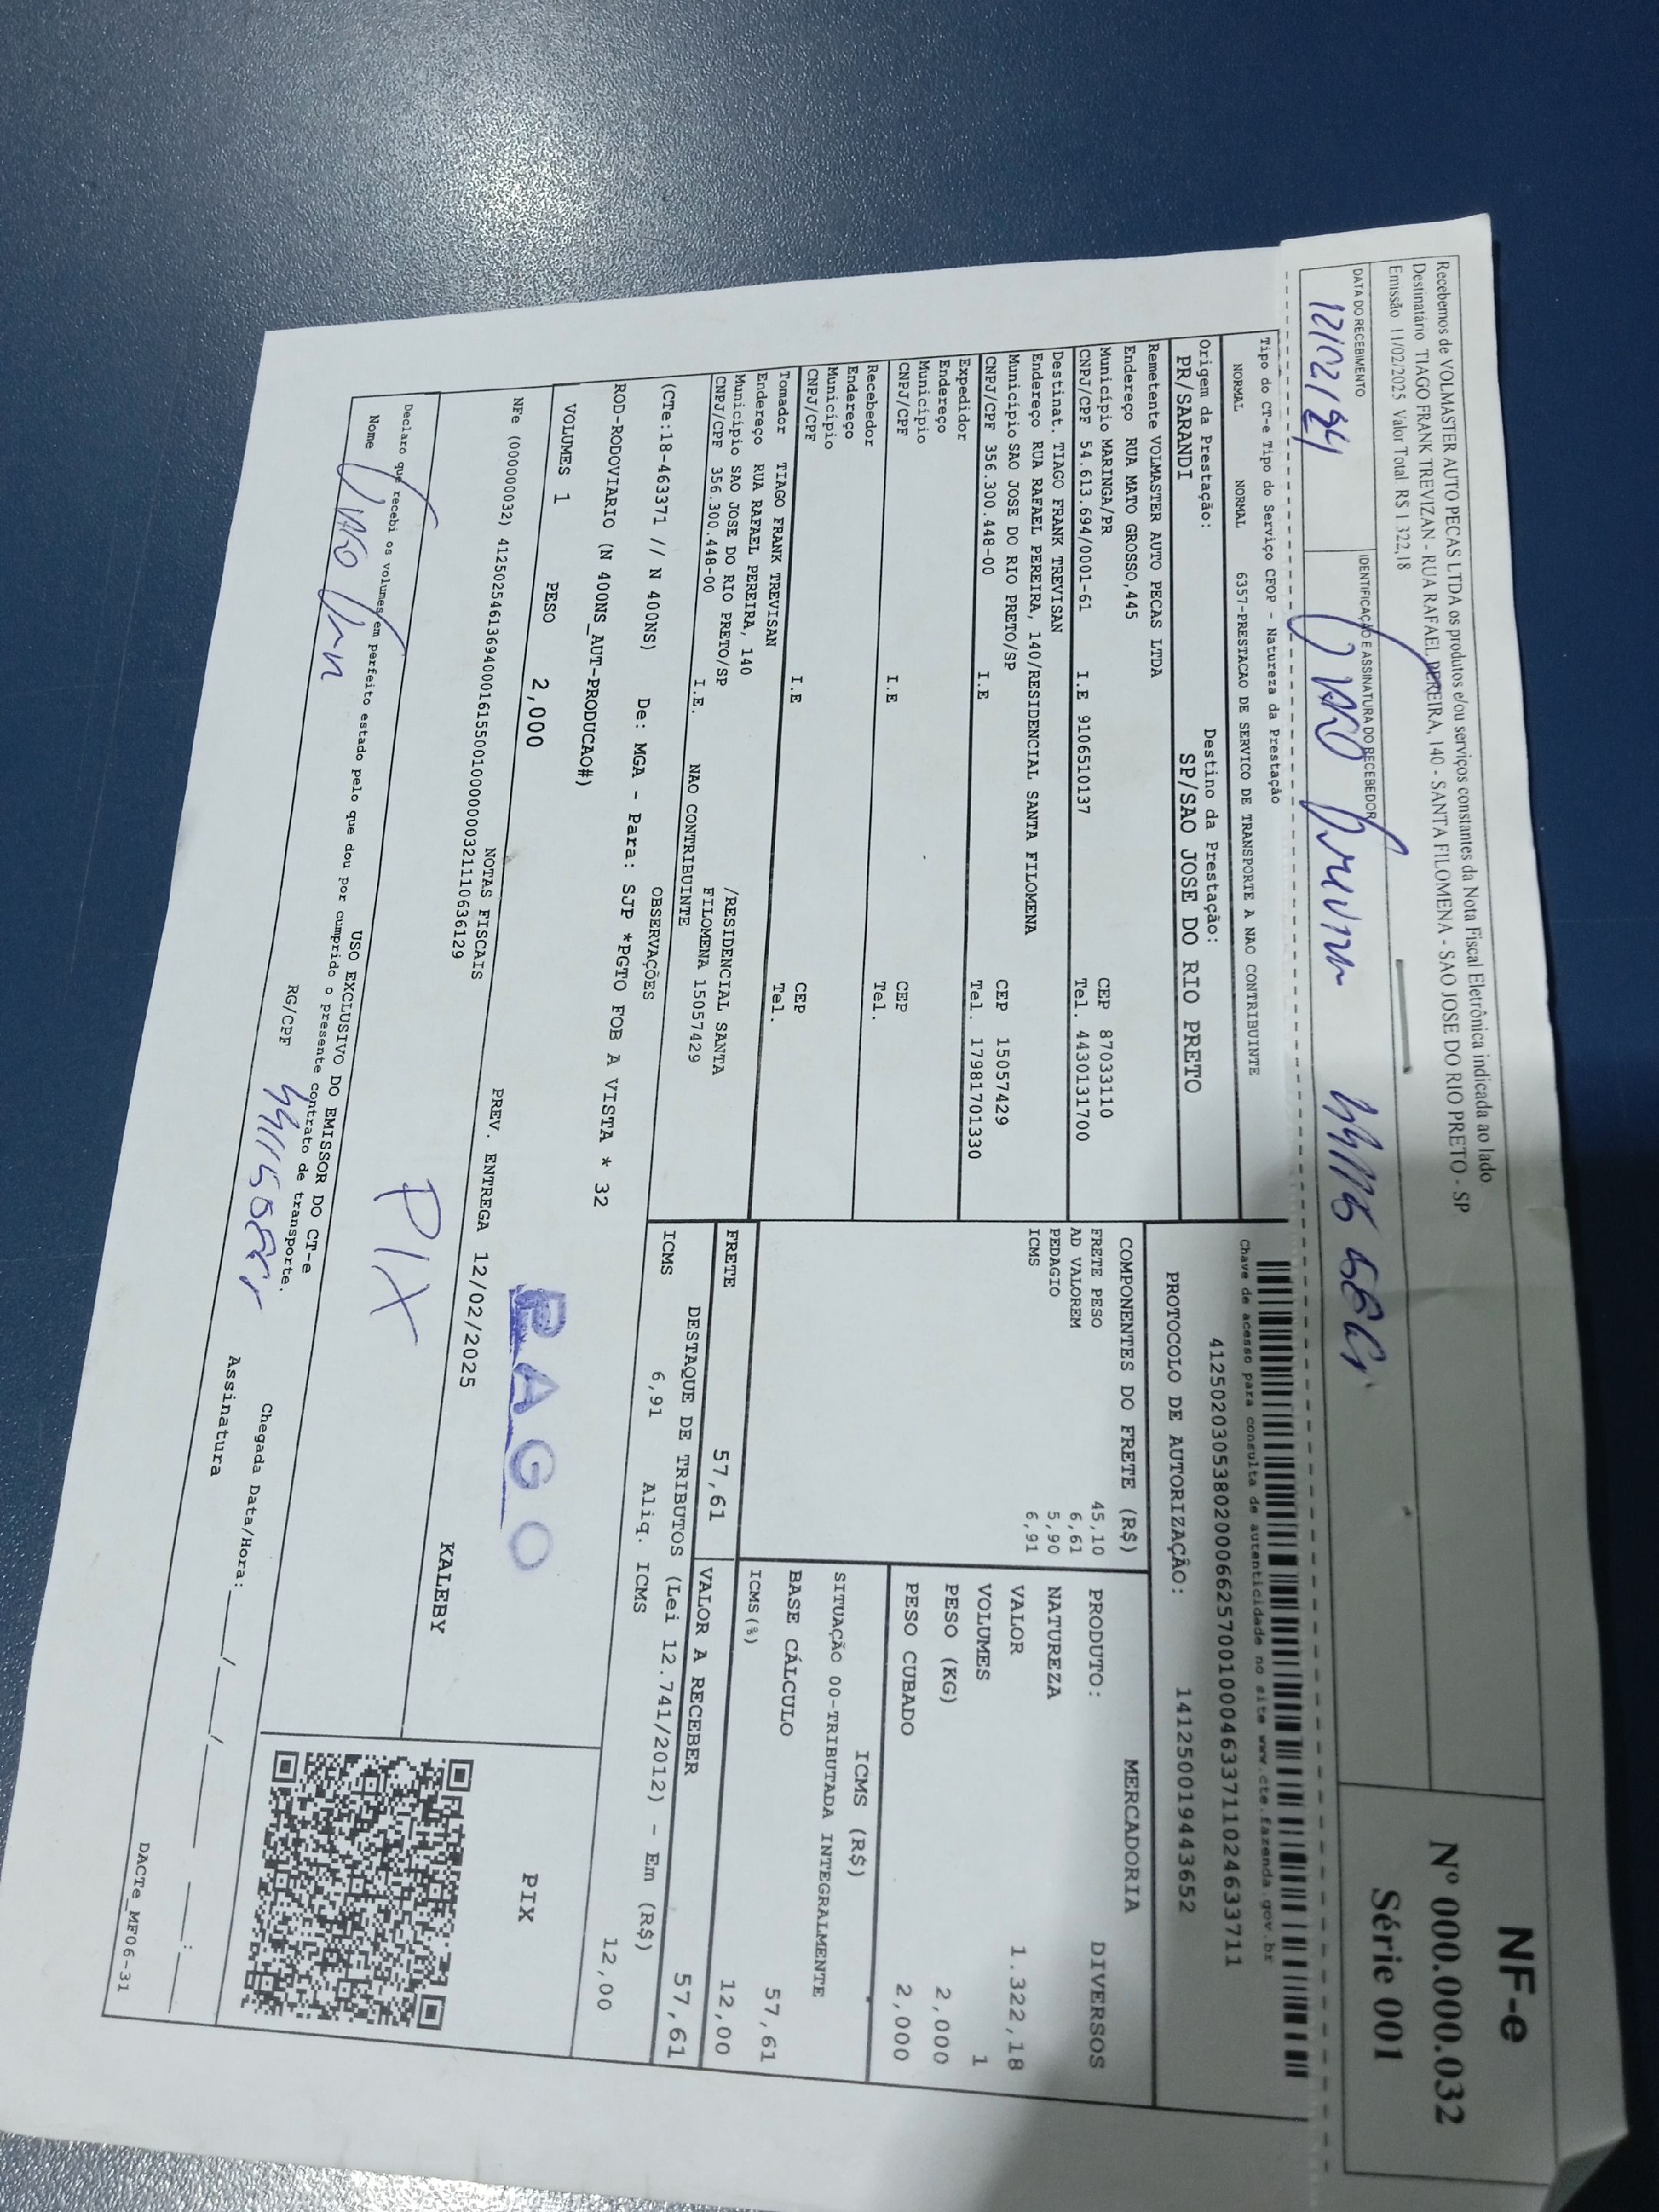 Recebemos de VOLMASTER AUTO PECAS LTDA os produtos e/ou serviços constantes da Nota Fiscal Eletrônica indicada ao lado
Destinatário TIAGO FRANK TREVIZAN - RUA RAFAEL PEREIRA, 140 - SANTA FILOMENA - SAO JOSE DO RIO PRETO - SP
Emissão 11/02/2025 Valor Total R$1 322,18
NF-e
Nº 000.000.032
Série 001
DATA DO RECEBIMENTO
IDENTIFICAÇÃO E ASSINATURA DO RECEBEDOR
Tipo do CT-e Tipo do Serviço CFOP - Natureza da Prestação
NORMAL NORMAL 6357-PRESTACAO DE SERVICO DE TRANSPORTE A NAO CONTRIBUINTE
Origem da Prestação: Destino da Prestação:
PR/SARANDI SP/SAO JOSE DO RIO PRETO
Chave de acesso para consulta de autenticidade no site www.cte.fazenda.gov.br
41250203053802000662570010004633711024633711
PROTOCOLO DE AUTORIZAÇÃO: 141250019443652
Remetente VOLMASTER AUTO PECAS LTDA
Endereço RUA MATO GROSSO,445
Município MARINGA/PR CEP 87033110
CNPJ/CPF 54.613.694/0001-61 I.E 9106510137 Tel. 4430131700
Destinat. TIAGO FRANK TREVISAN
Endereço RUA RAFAEL PEREIRA, 140/RESIDENCIAL SANTA FILOMENA
Município SAO JOSE DO RIO PRETO/SP CEP 15057429
CNPJ/CPF 356.300.448-00 I.E Tel. 17981701330
Expedidor
Endereço
Município CEP
CNPJ/CPF I.E Tel.
Recebedor
Endereço
Município CEP
CNPJ/CPF I.E Tel.
Tomador TIAGO FRANK TREVISAN
Endereço RUA RAFAEL PEREIRA, 140 /RESIDENCIAL SANTA
Município SAO JOSE DO RIO PRETO/SP FILOMENA 15057429
CNPJ/CPF 356.300.448-00 I.E. NAO CONTRIBUINTE
COMPONENTES DO FRETE (R$)
FRETE PESO 45,10
AD VALOREM 6,61
PEDAGIO 5,90
ICMS 6,91
MERCADORIA
PRODUTO: DIVERSOS
NATUREZA
VALOR 1.322,18
VOLUMES 1
PESO (KG) 2,000
PESO CUBADO 2,000
ICMS (R$)
SITUAÇÃO 00-TRIBUTADA INTEGRALMENTE
BASE CÁLCULO 57,61
ICMS(%) 12,00
FRETE 57,61 VALOR A RECEBER 57,61
DESTAQUE DE TRIBUTOS (Lei 12.741/2012) - Em (R$)
ICMS 6,91 Aliq. ICMS 12,00
OBSERVAÇÕES
(CTe:18-463371 // N 400NS) De: MGA - Para: SJP *PGTO FOB A VISTA * 32
ROD-RODOVIARIO (N 400NS_AUT-PRODUCAO#)
VOLUMES 1 PESO 2,000
PAGO
PIX
NOTAS FISCAIS
NFe (000000032) 41250254613694000161550010000000321110636129
PREV. ENTREGA 12/02/2025 KALEBY
PIX
USO EXCLUSIVO DO EMISSOR DO CT-e
Declaro que recebi os volumes em perfeito estado pelo que dou por cumprido o presente contrato de transporte.
Nome RG/CPF Assinatura Chegada Data/Hora: / / :
DACTe_MF06-31